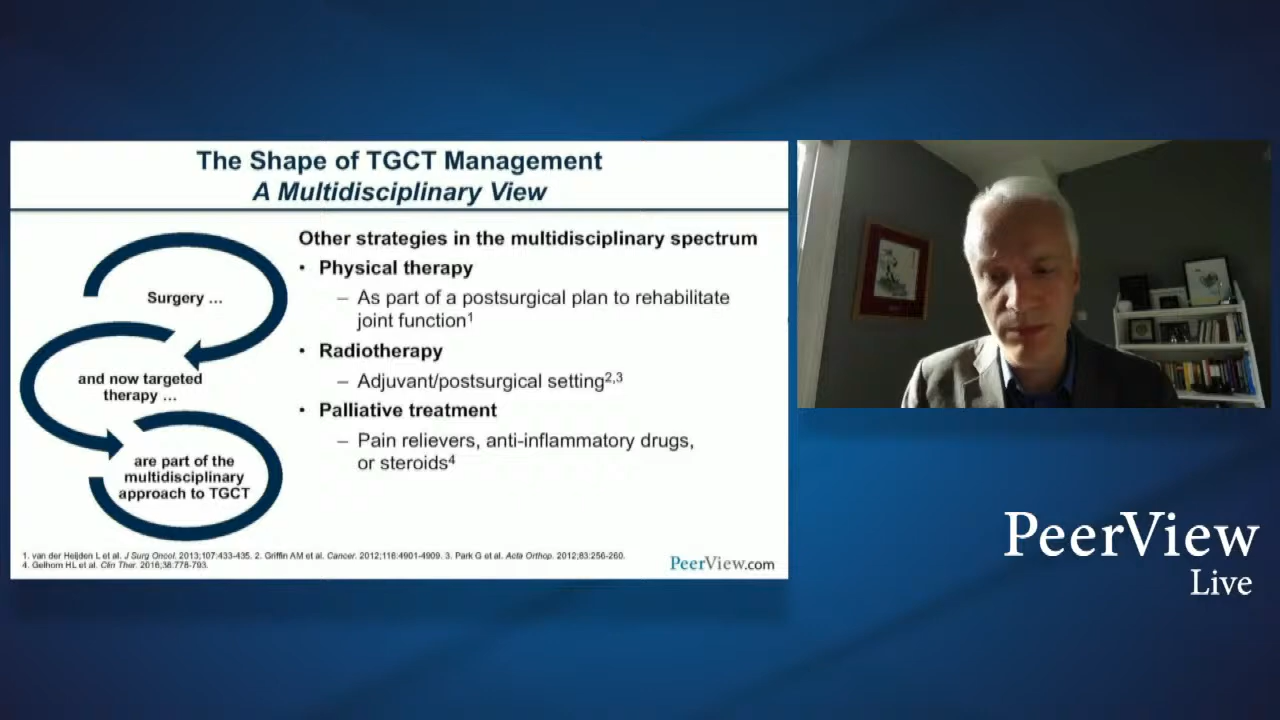 The Shape of TGCT Management
A Multidisciplinary View
Surgery …
and now targeted
therapy …
are part of the
multidisciplinary
approach to TGCT
Other strategies in the multidisciplinary spectrum
• Physical therapy
– As part of a postsurgical plan to rehabilitate
joint function1
• Radiotherapy
– Adjuvant/postsurgical setting2,3
• Palliative treatment
– Pain relievers, anti-inflammatory drugs,
or steroids4
1. van der Heijden L et al. J Surg Oncol. 2013;107:433-435. 2. Griffin AM et al. Cancer. 2012;118:4901-4909. 3. Park G et al. Acta Orthop. 2012;83:256-260.
4. Gelhorn HL et al. Clin Ther. 2016;38:778-793.
PeerView.com
PeerView
Live